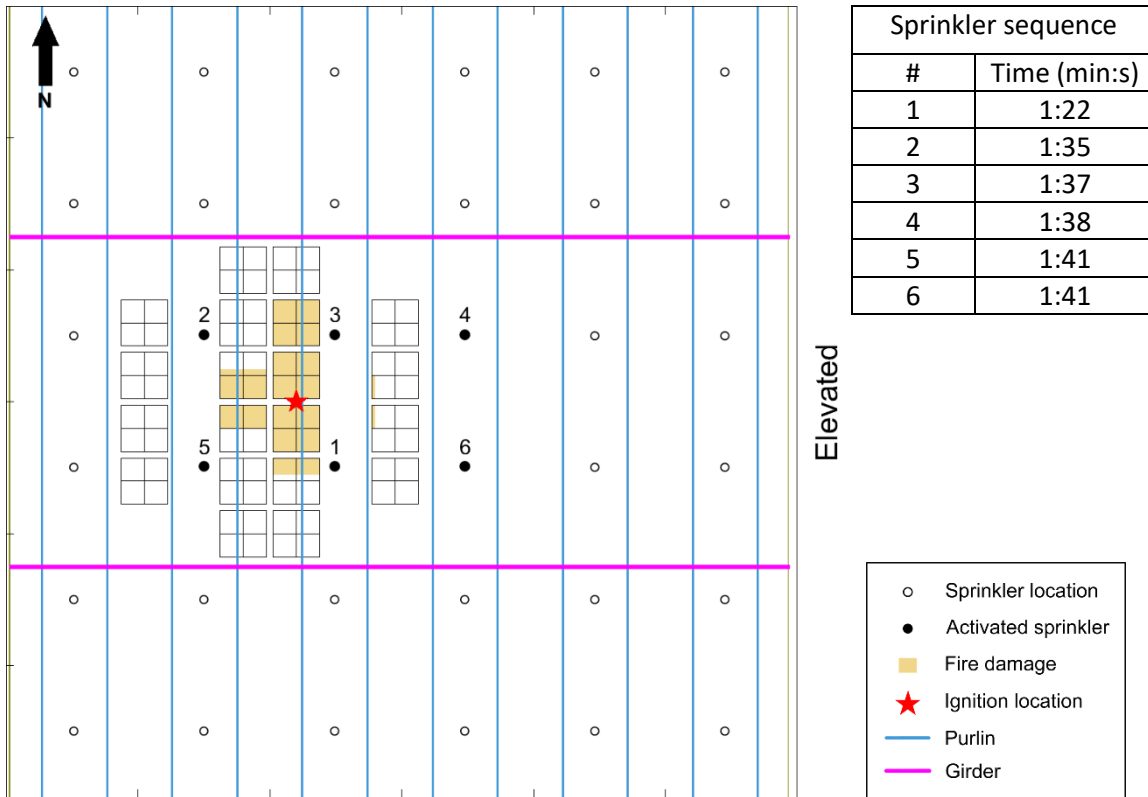 N
2
3
4
5
1
6
Elevated
Sprinkler sequence
# Time (min:s)
1 1:22
2 1:35
3 1:37
4 1:38
5 1:41
6 1:41
Sprinkler location
Activated sprinkler
Fire damage
Ignition location
Purlin
Girder